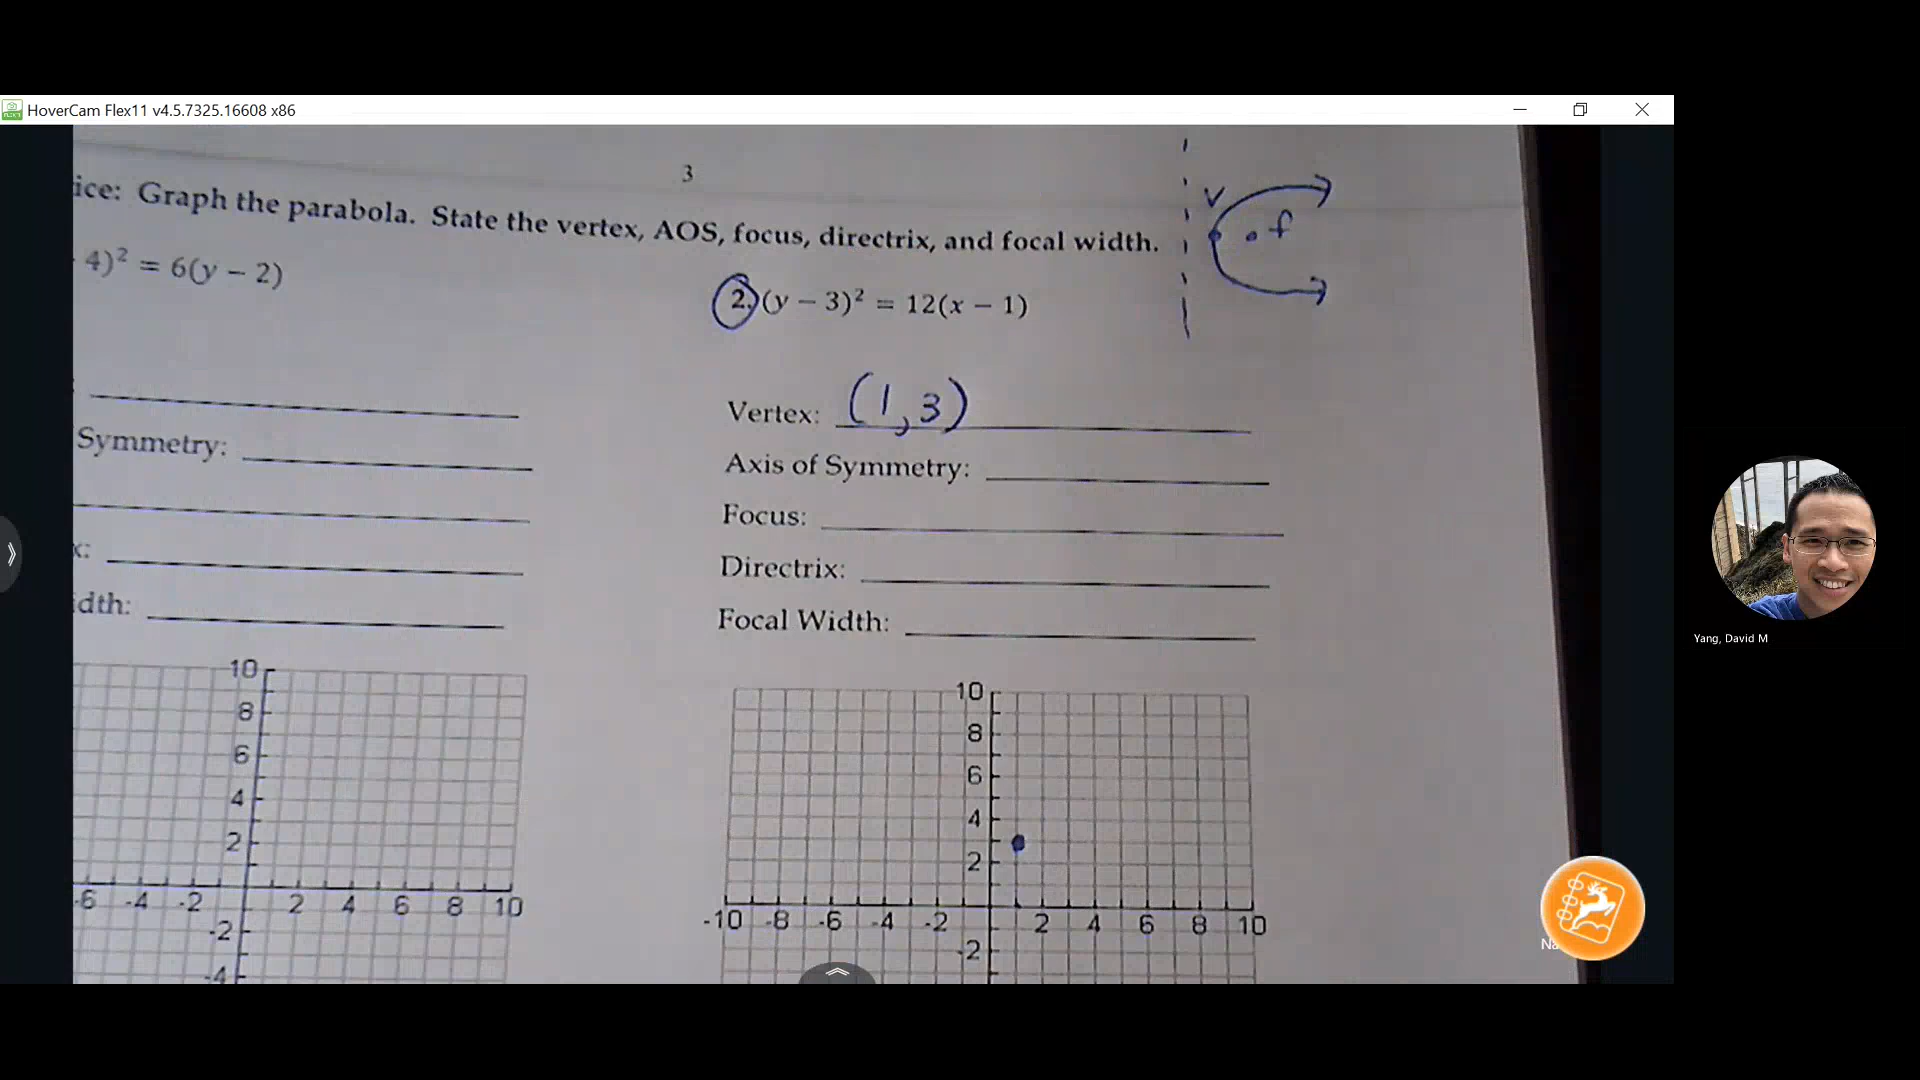 HoverCam Flex11 v4.5.7325.16608 x86
3
ice: Graph the parabola. State the vertex, AOS, focus, directrix, and focal width.
V
f
4)² = 6(y – 2)
2. (y – 3)² = 12(x – 1)
Vertex: (1,3)
Symmetry:
Axis of Symmetry:
Focus:
x:
Directrix:
idth:
Focal Width:
10
8
6
4
2
-6 -4 -2 2 4 6 8 10
-2
-4
10
8
6
4
2
-10 -8 -6 -4 -2 2 4 6 8 10
-2
Yang, David M